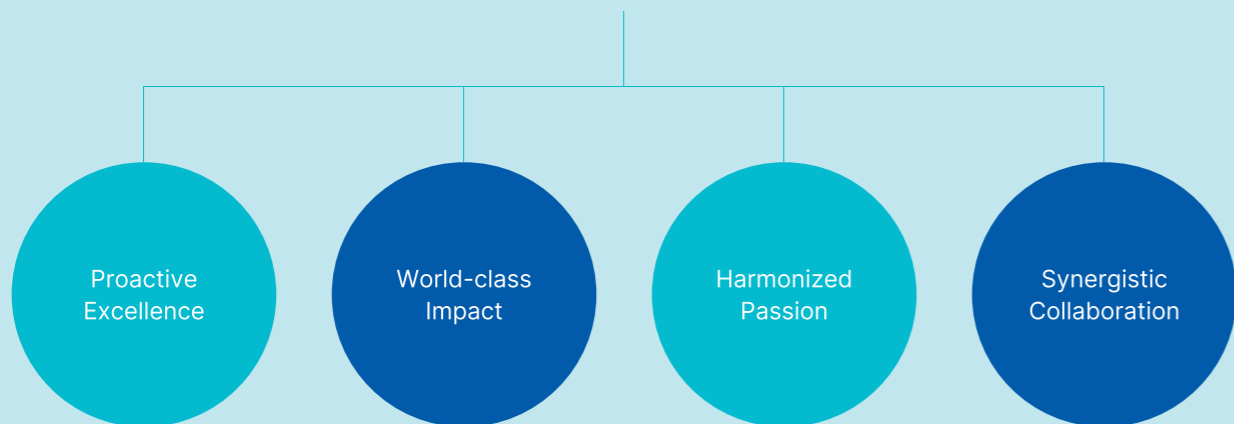 Proactive
Excellence
World-class
Impact
Harmonized
Passion
Synergistic
Collaboration